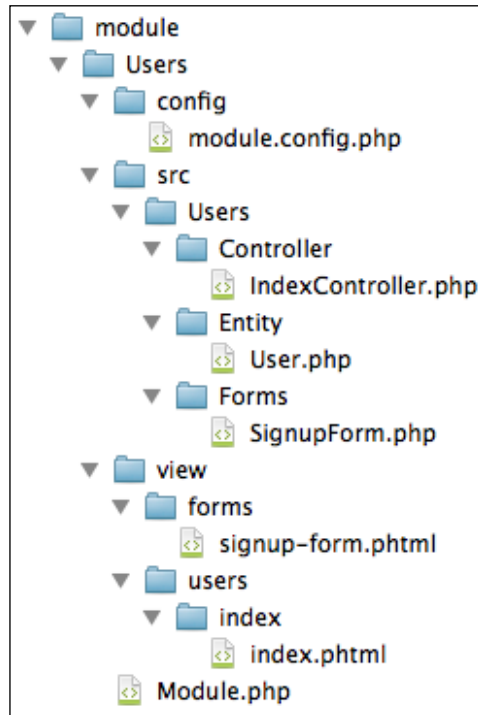 module
Users
config
module.config.php
src
Users
Controller
IndexController.php
Entity
User.php
Forms
SignupForm.php
view
forms
signup-form.phtml
users
index
index.phtml
Module.php